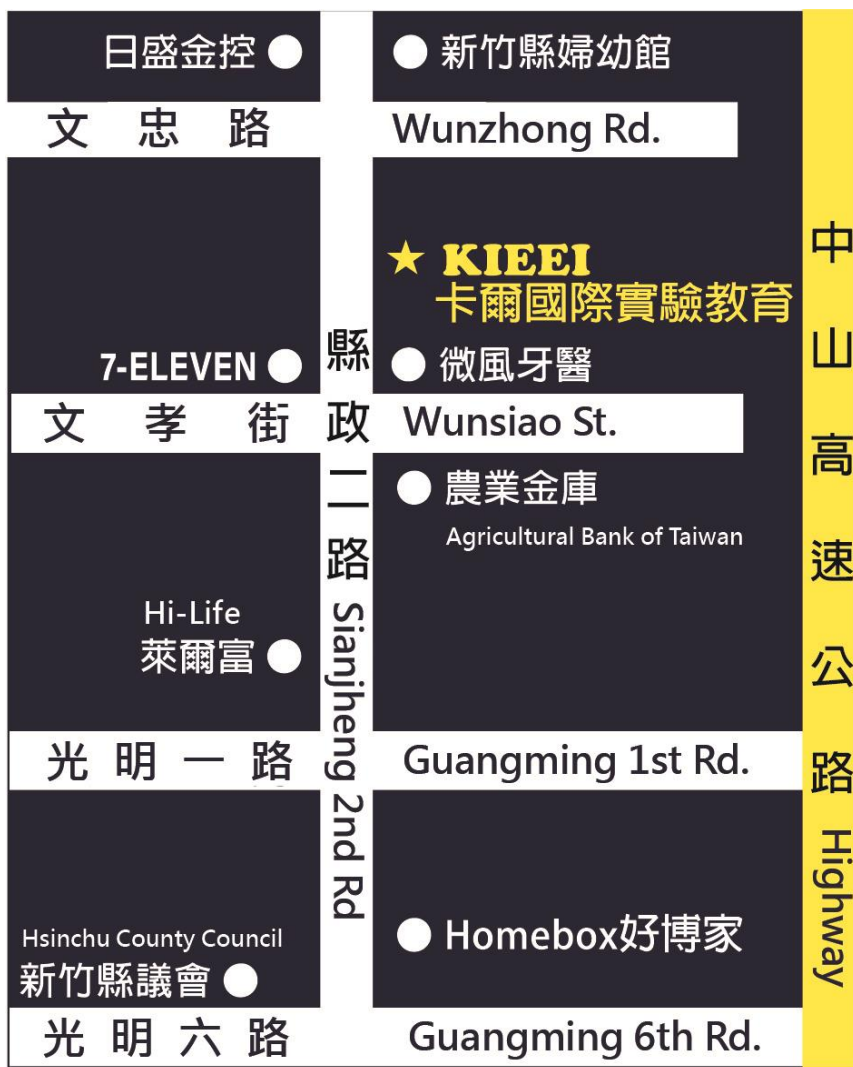 日盛金控
新竹縣婦幼館
文忠路 Wunzhong Rd.
KIEEI
卡爾國際實驗教育
7-ELEVEN
微風牙醫
文孝街 Wunsiao St.
農業金庫
Agricultural Bank of Taiwan
Hi-Life
萊爾富
縣政二路 Sianjheng 2nd Rd
光明一路 Guangming 1st Rd.
Homebox好博家
Hsinchu County Council
新竹縣議會
光明六路 Guangming 6th Rd.
中山高速公路 Highway